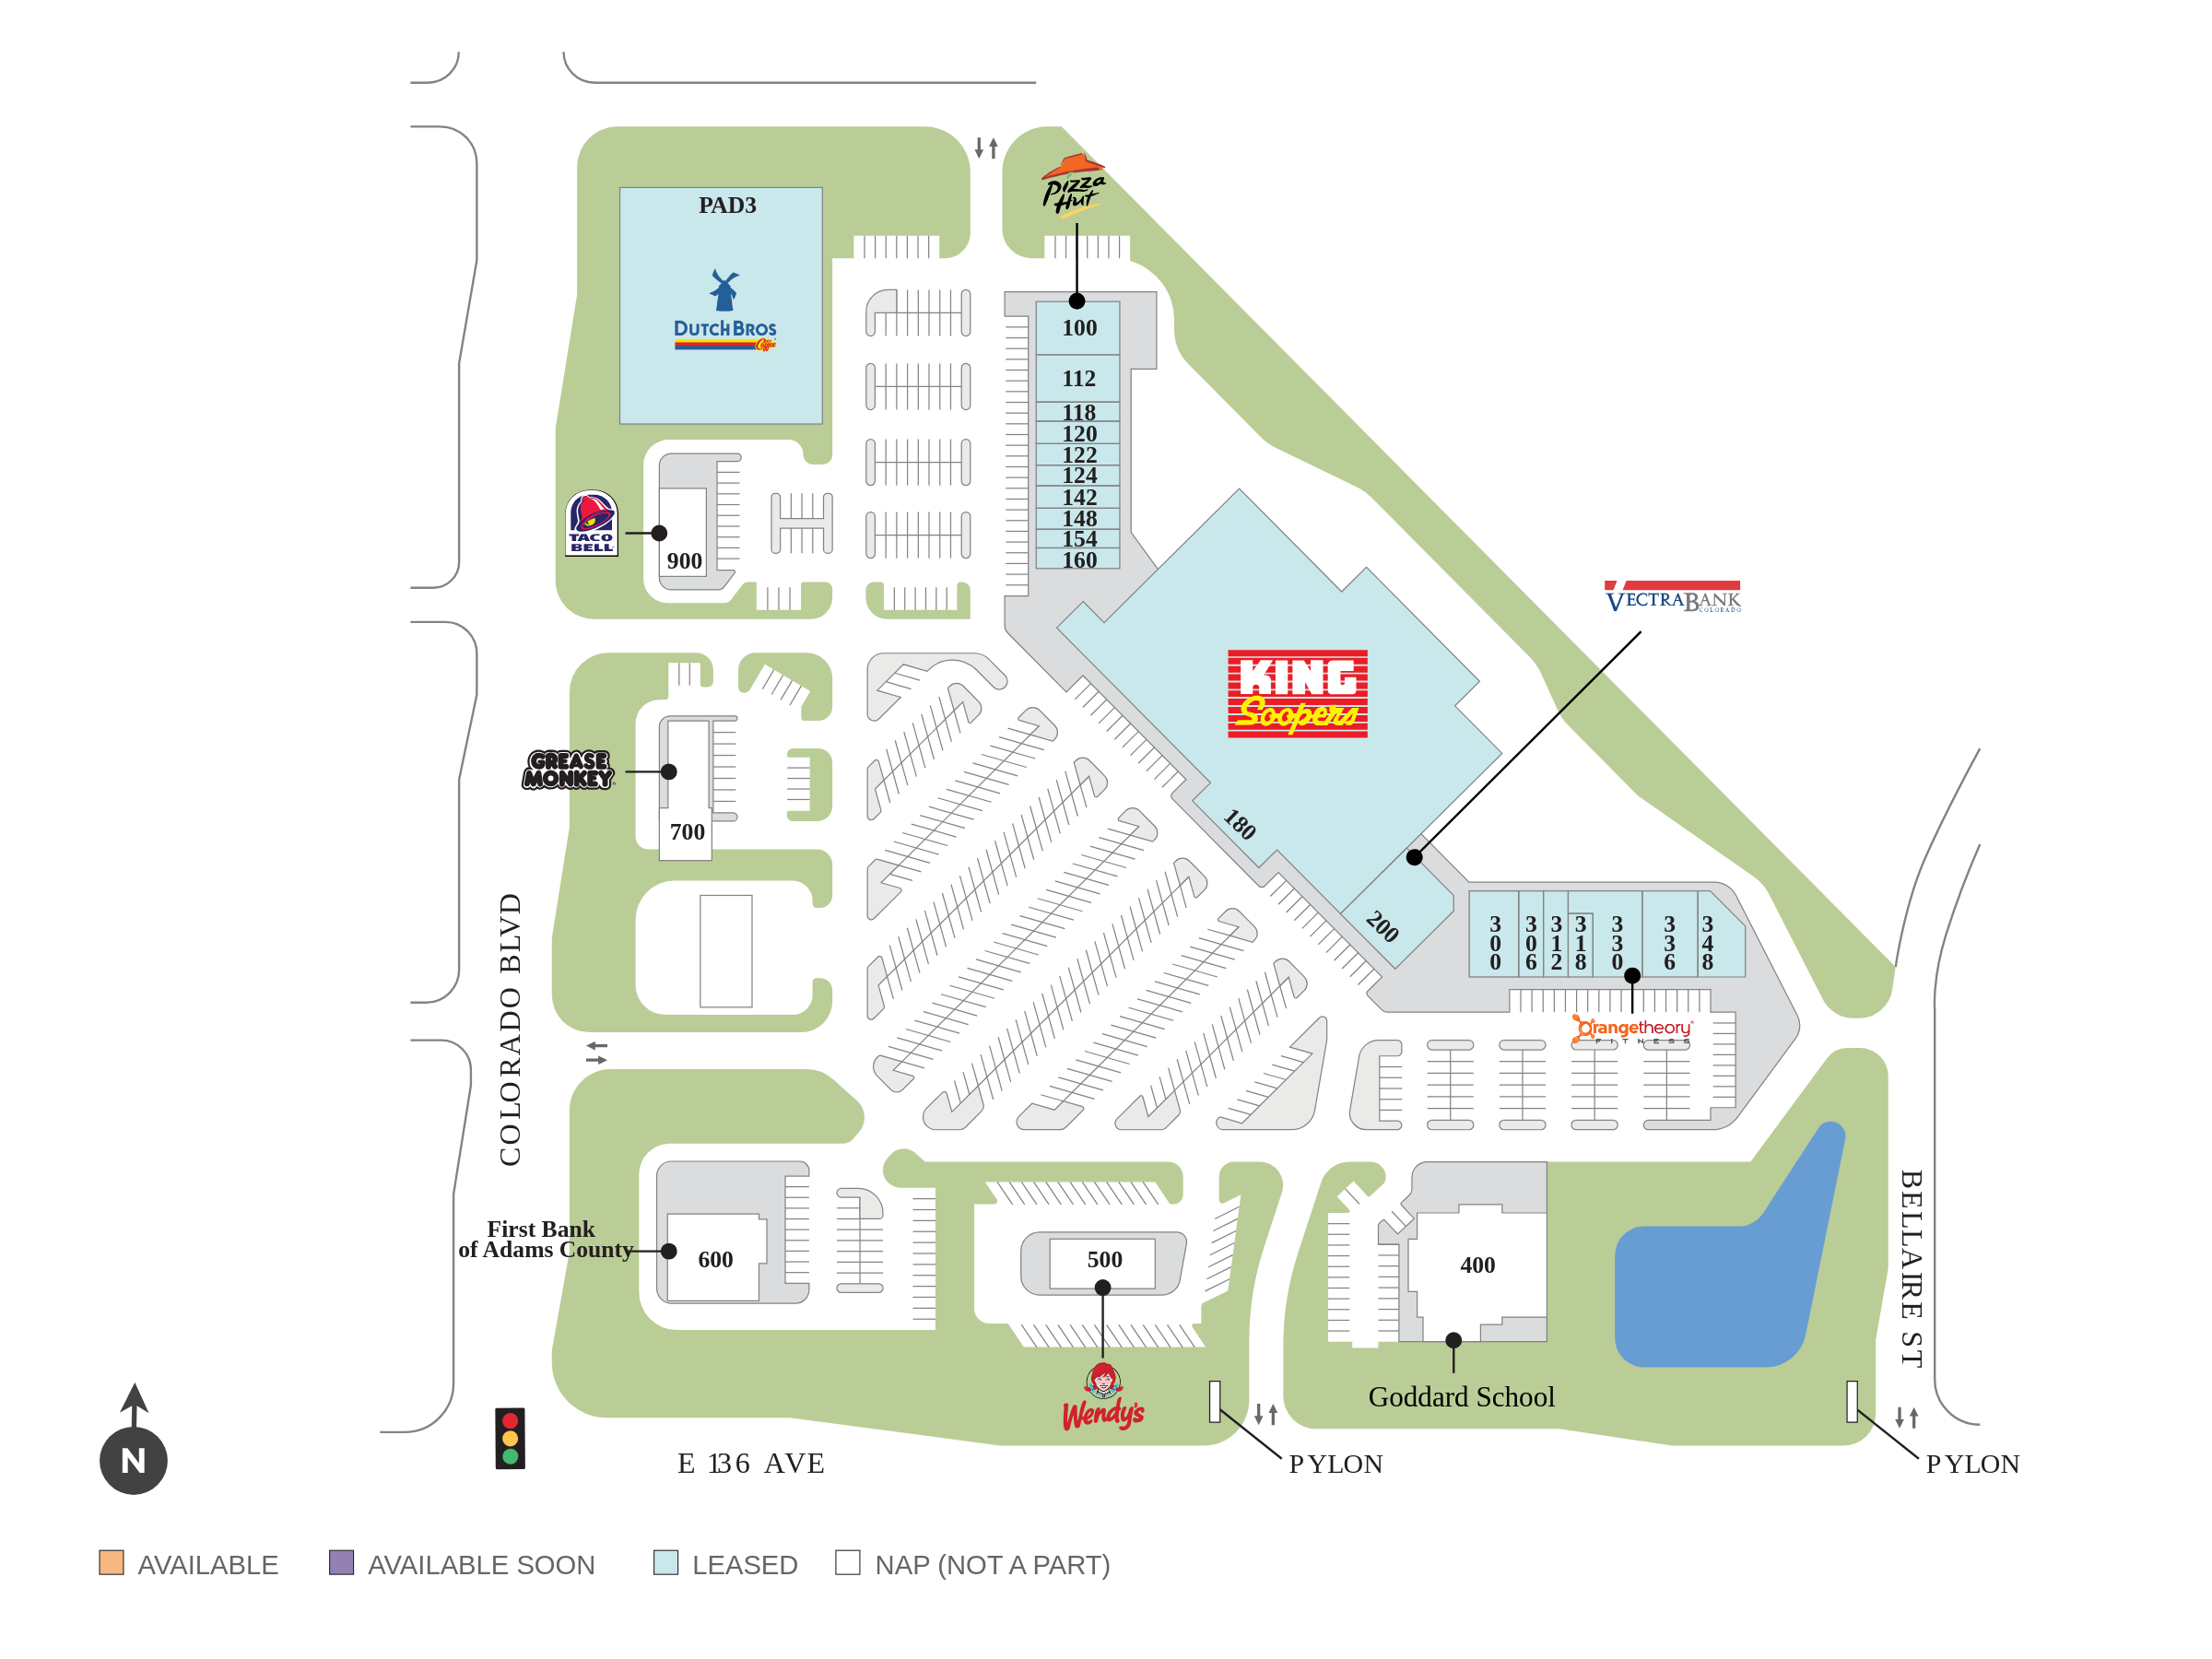 Pizza
Hut
PAD3
DUTCH BROS
Coffee
100
112
118
120
122
124
142
148
154
160
TACO
BELL
900
VECTRABANK
COLORADO
KING
Soopers
GREASE
MONKEY
700
180
200
300
306
312
318
330
336
348
orangetheory
FITNESS
COLORADO BLVD
First Bank
of Adams County
600
500
400
BELLAIRE ST
Wendy's
Goddard School
N
E 136 AVE
PYLON
PYLON
AVAILABLE
AVAILABLE SOON
LEASED
NAP (NOT A PART)